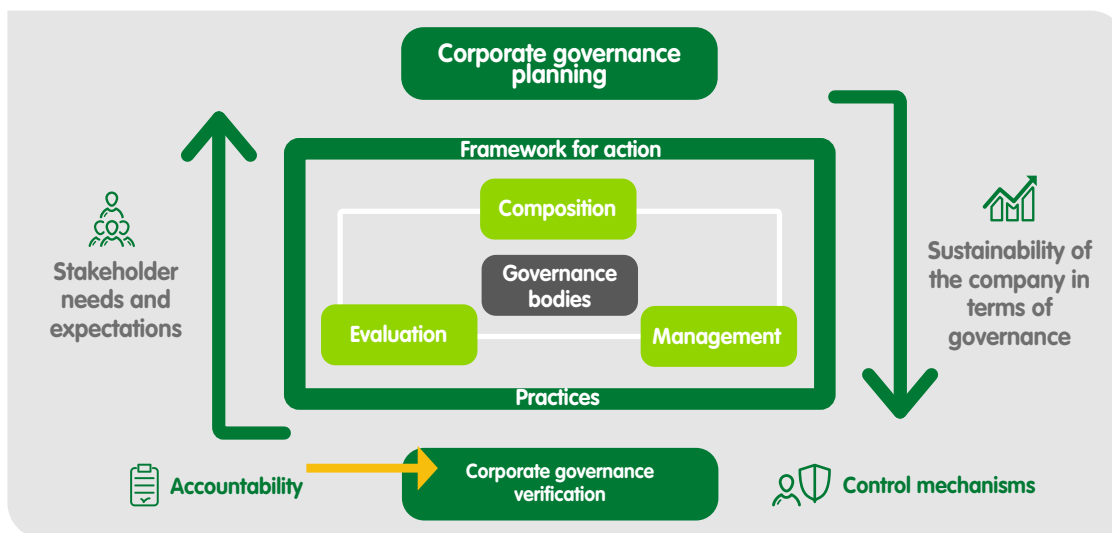 Corporate governance
planning
Framework for action
Composition
Governance
bodies
Evaluation
Management
Practices
Stakeholder
needs and
expectations
Sustainability of
the company in
terms of
governance
Accountability
Corporate governance
verification
Control mechanisms